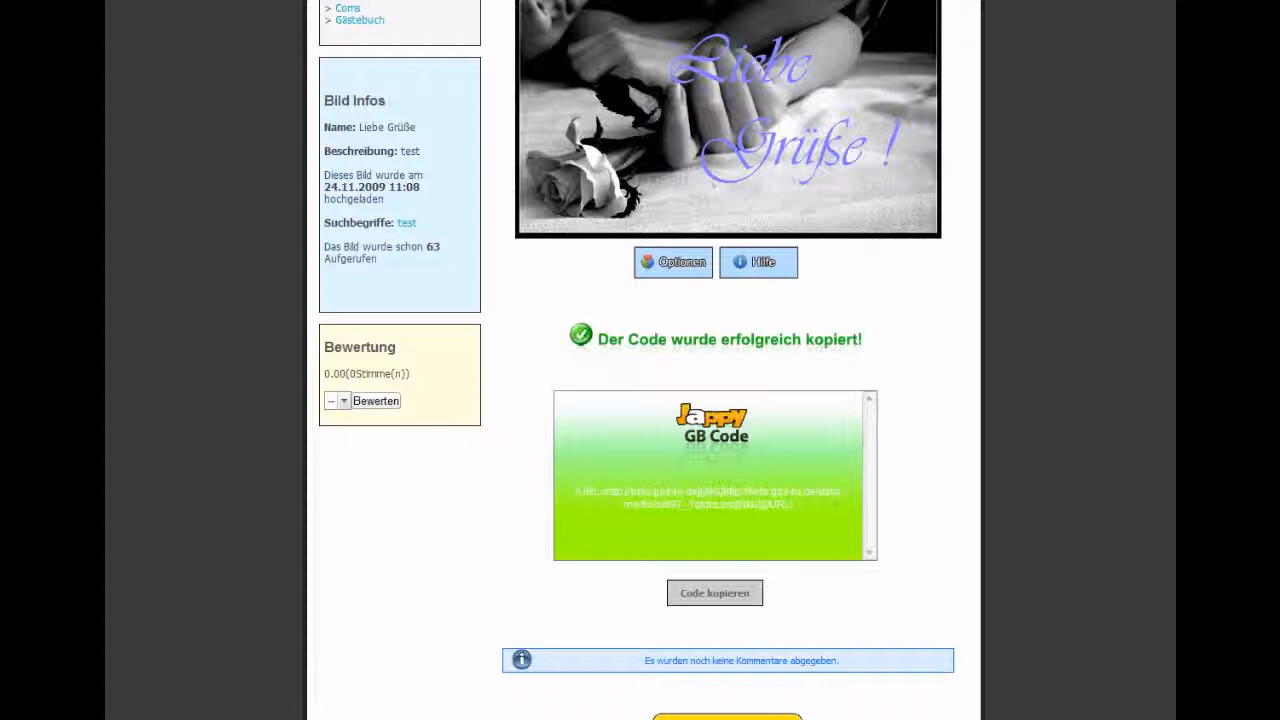 > Coms
> Gästebuch
Bild Infos
Name: Liebe Grüße
Beschreibung: test
Dieses Bild wurde am
24.11.2009 11:08
hochgeladen
Suchbegriffe: test
Das Bild wurde schon 63
Aufgerufen
Bewertung
0.00(0Stimme(n))
-- Bewerten
Liebe
Grüße !
Optionen
Hilfe
Der Code wurde erfolgreich kopiert!
Jappy
GB Code
Code kopieren
Es wurden noch keine Kommentare abgegeben.